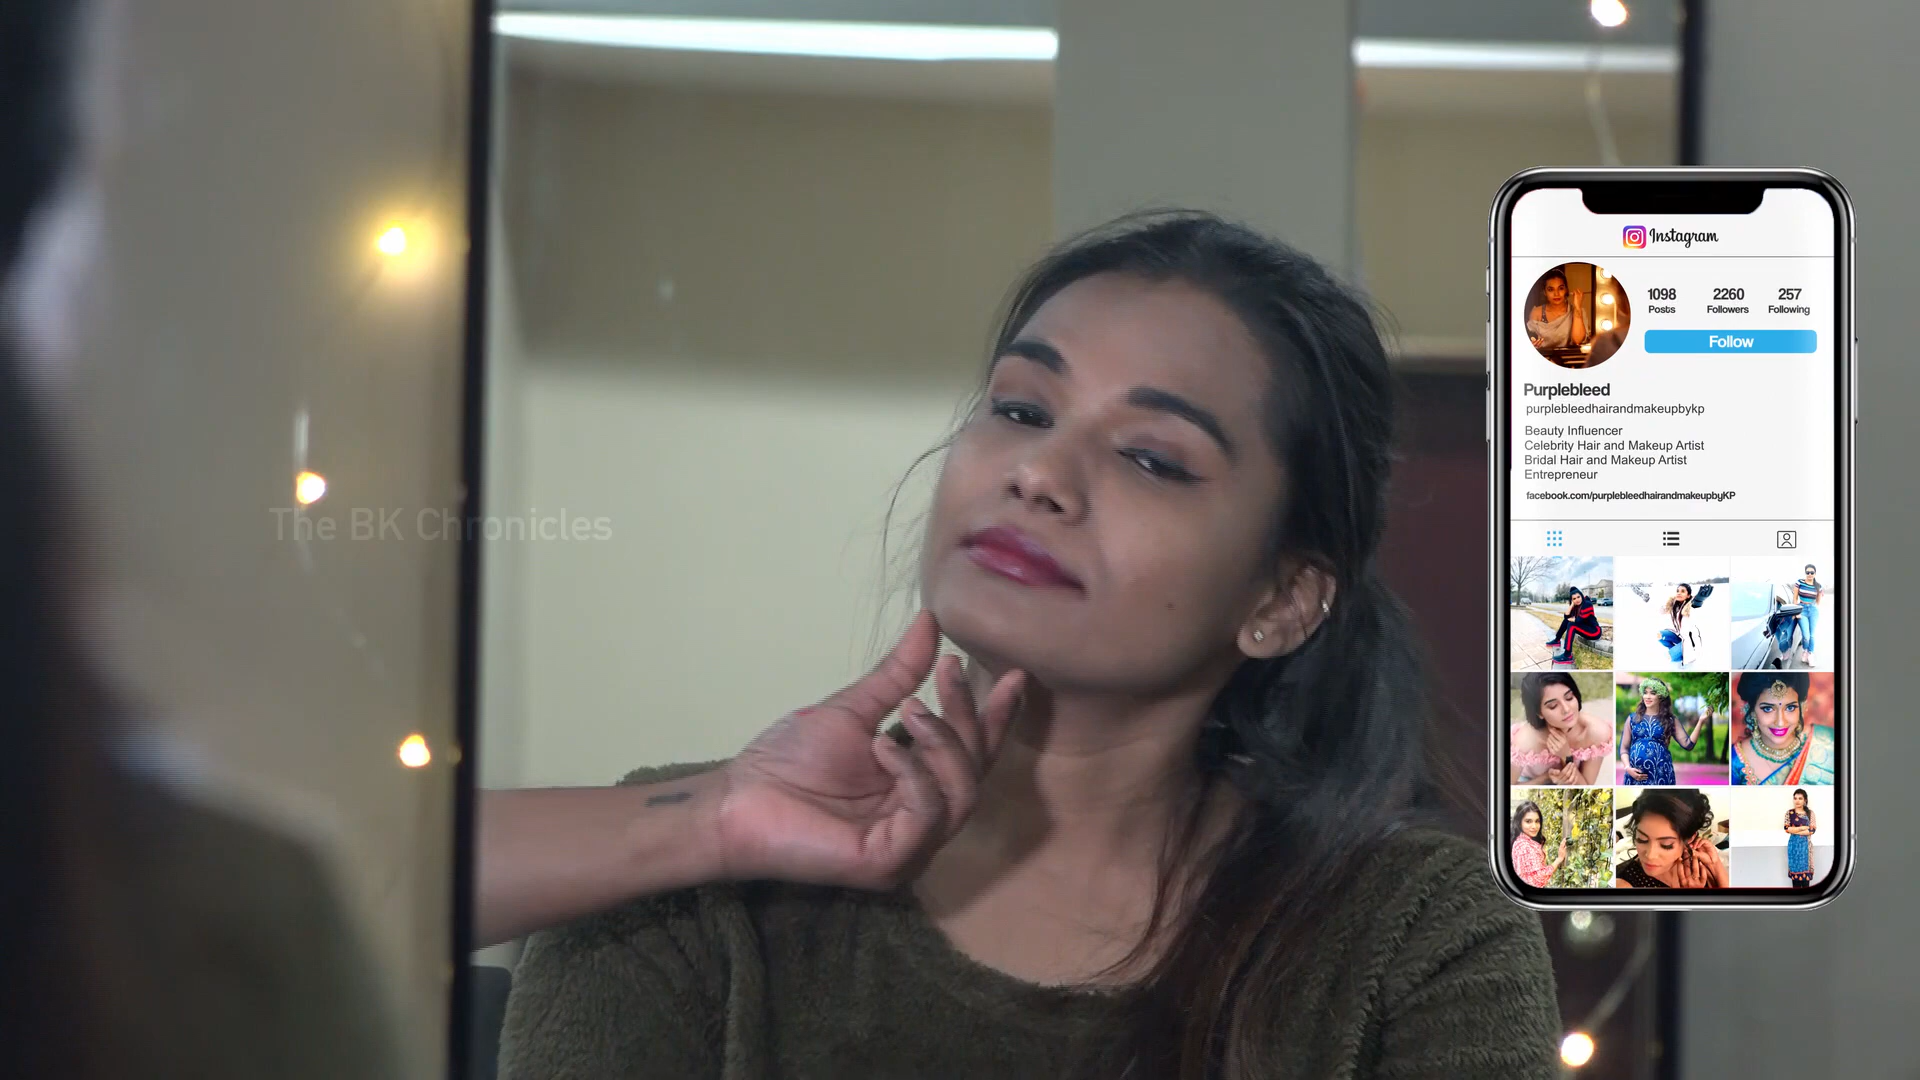 The BK Chronicles
Instagram
1098 2260 257
Posts Followers Following
Follow
Purplebleed
purplebleedhairandmakeupbykp
Beauty Influencer
Celebrity Hair and Makeup Artist
Bridal Hair and Makeup Artist
Entrepreneur
facebook.com/purplebleedhairandmakeupbyKP